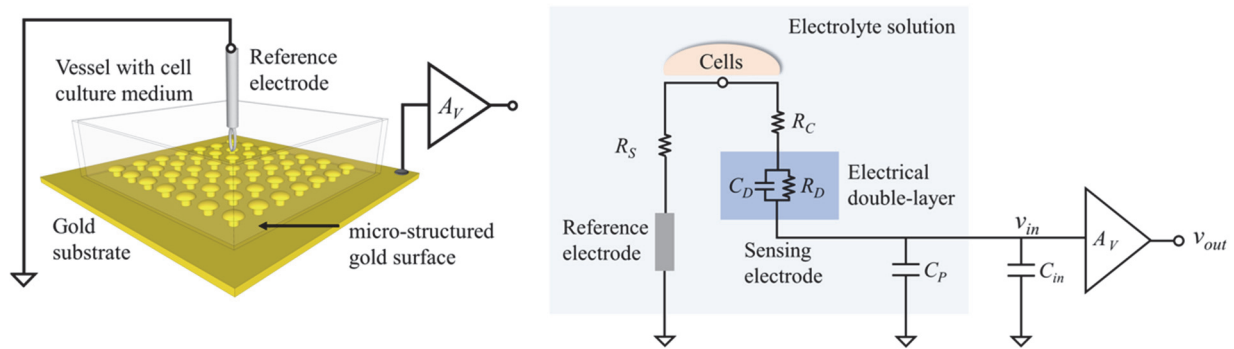 Reference
electrode
Vessel with cell
culture medium
A_V
Gold
substrate
micro-structured
gold surface
Electrolyte solution
Cells
R_S
R_C
C_D
R_D
Electrical
double-layer
Reference
electrode
Sensing
electrode
C_P
v_in
C_in
A_V
v_out